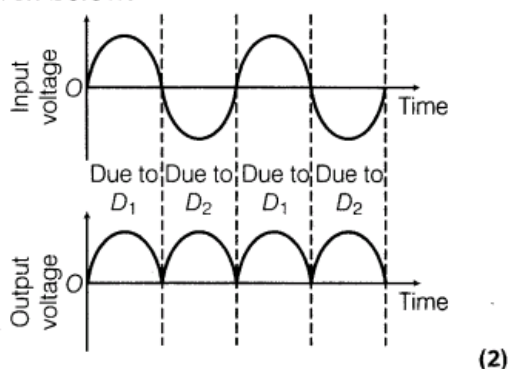 Input
voltage
O
Time
Due to Due to Due to Due to
D₁ D₂ D₁ D₂
Output
voltage
O
Time
(2)